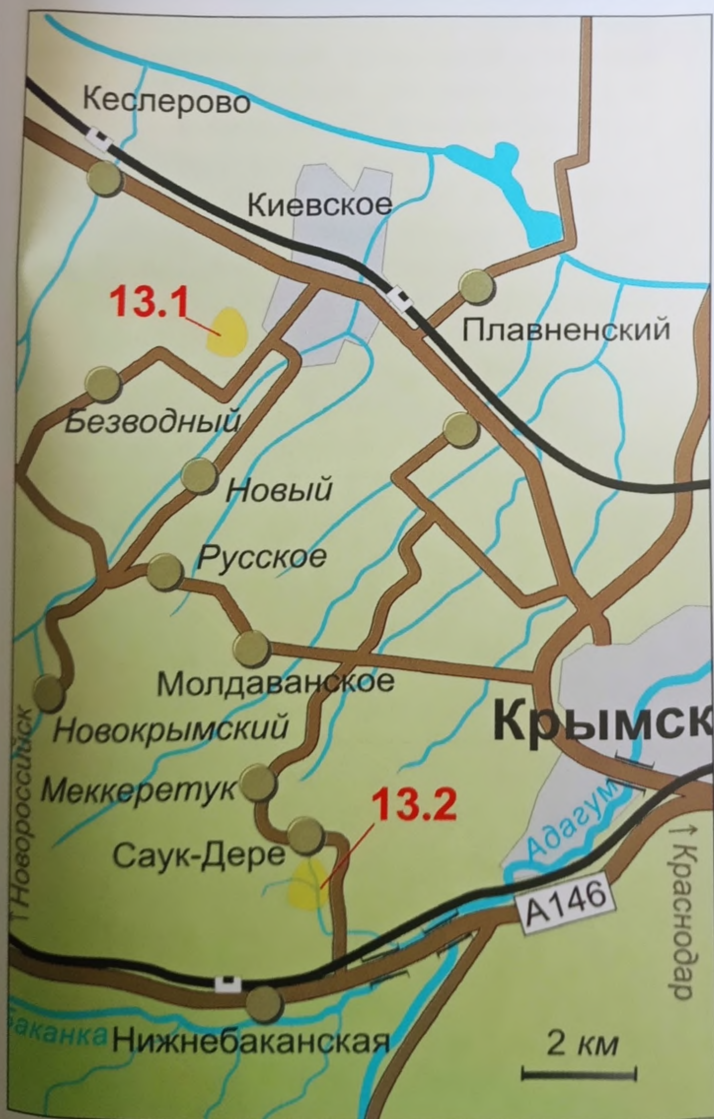 Кеслерово
Киевское
13.1
Плавненский
Безводный
Новый
Русское
Молдаванское
Крымск
Новокрымский
↑Новороссийск
Меккеретук
13.2
Саук-Дере
Адагум
↑ Краснодар
А146
Баканка
Нижнебаканская
2 км